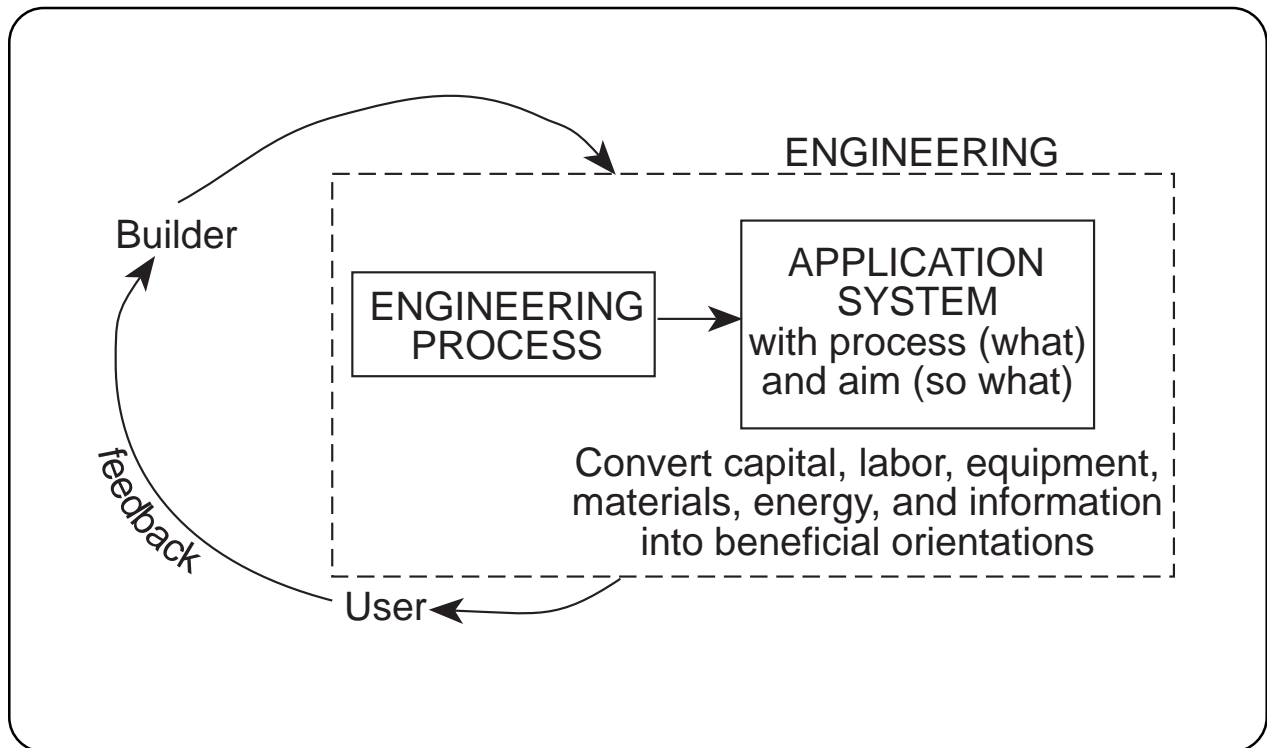 ENGINEERING
Builder
ENGINEERING
PROCESS
APPLICATION
SYSTEM
with process (what)
and aim (so what)
Convert capital, labor, equipment,
materials, energy, and information
into beneficial orientations
feedback
User